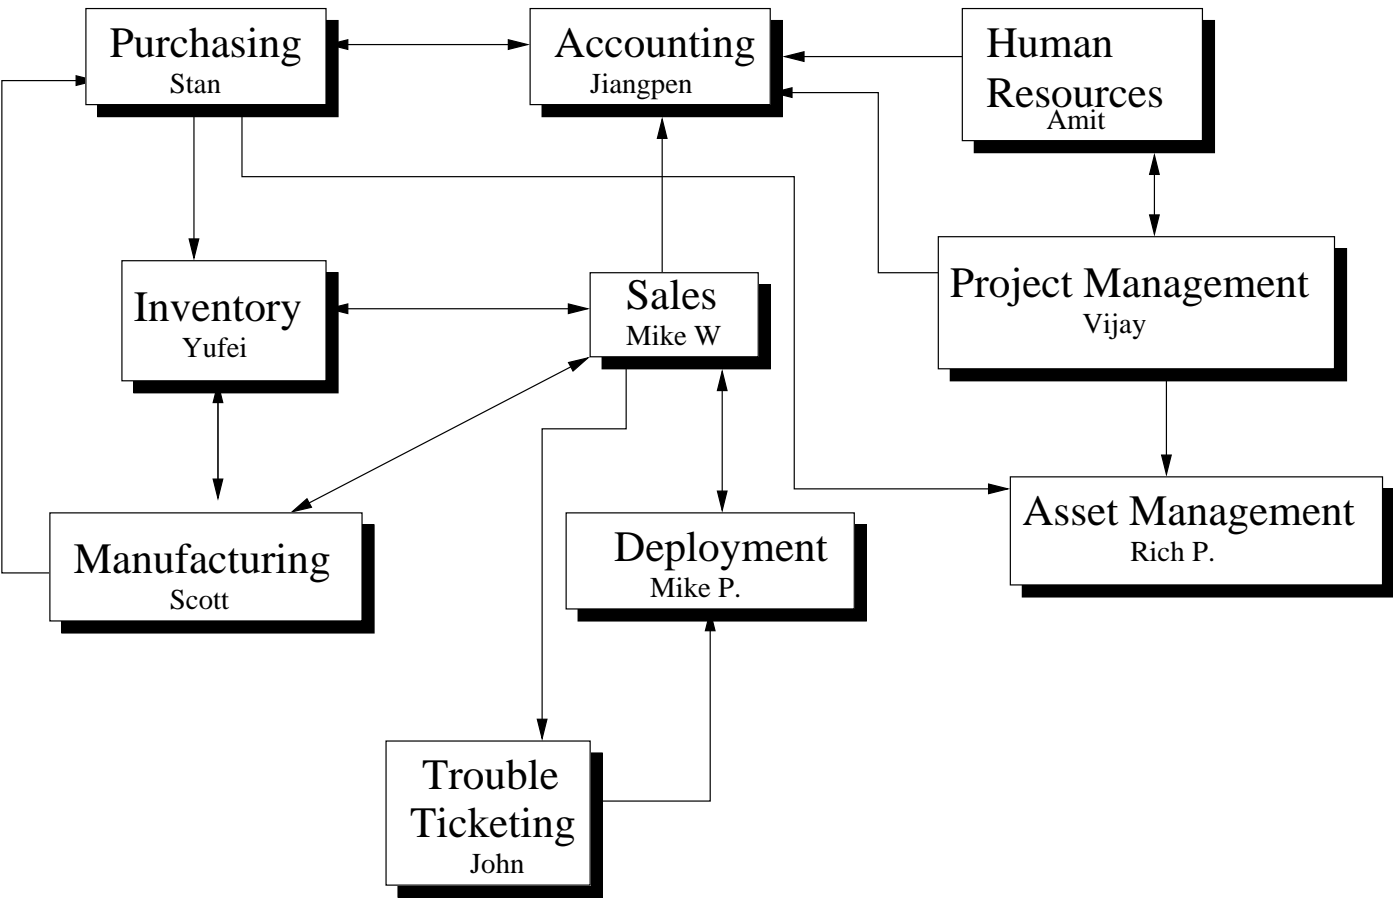 Purchasing
Stan
Accounting
Jiangpen
Human
Resources
Amit
Inventory
Yufei
Sales
Mike W
Project Management
Vijay
Manufacturing
Scott
Deployment
Mike P.
Asset Management
Rich P.
Trouble
Ticketing
John